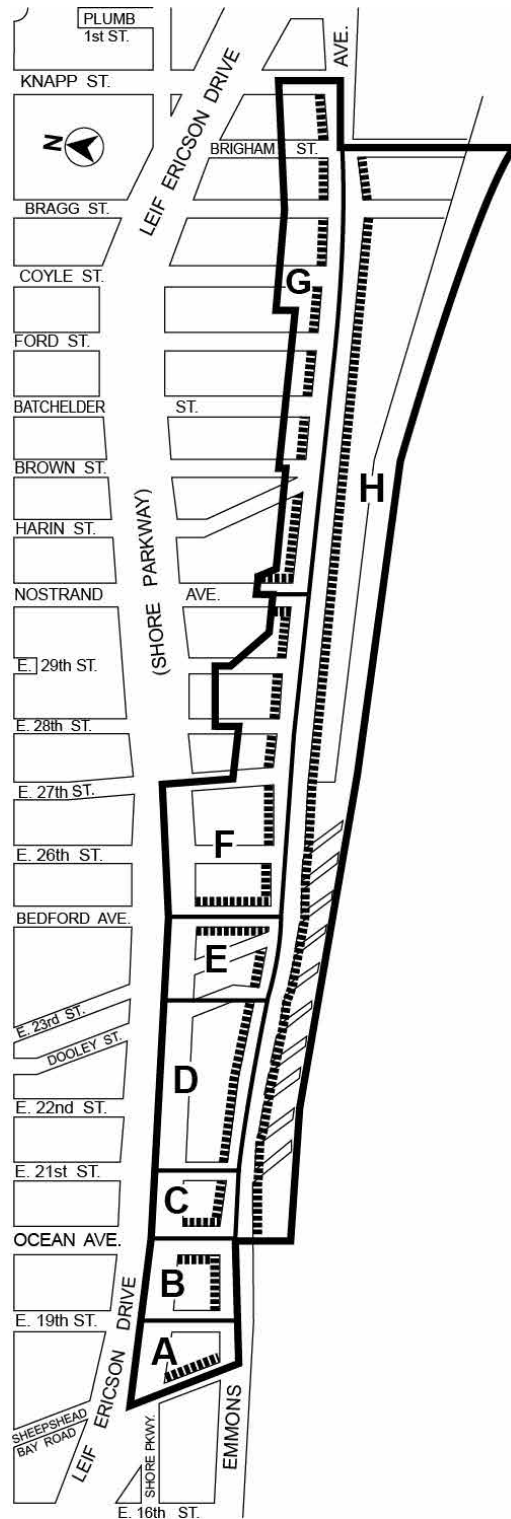 PLUMB
1st ST.
KNAPP ST.
LEIF ERICSON DRIVE
AVE.
N
BRIGHAM ST.
BRAGG ST.
COYLE ST.
G
FORD ST.
BATCHELDER ST.
BROWN ST.
H
HARIN ST.
(SHORE PARKWAY)
NOSTRAND AVE.
E. 29th ST.
E. 28th ST.
E. 27th ST.
F
E. 26th ST.
BEDFORD AVE.
E
E. 23rd ST.
DOOLEY ST.
D
E. 22nd ST.
E. 21st ST.
C
OCEAN AVE.
B
E. 19th ST.
A
LEIF ERICSON DRIVE
SHEEPSHEAD
BAY ROAD
SHORE PKWY.
EMMONS
E. 16th ST.